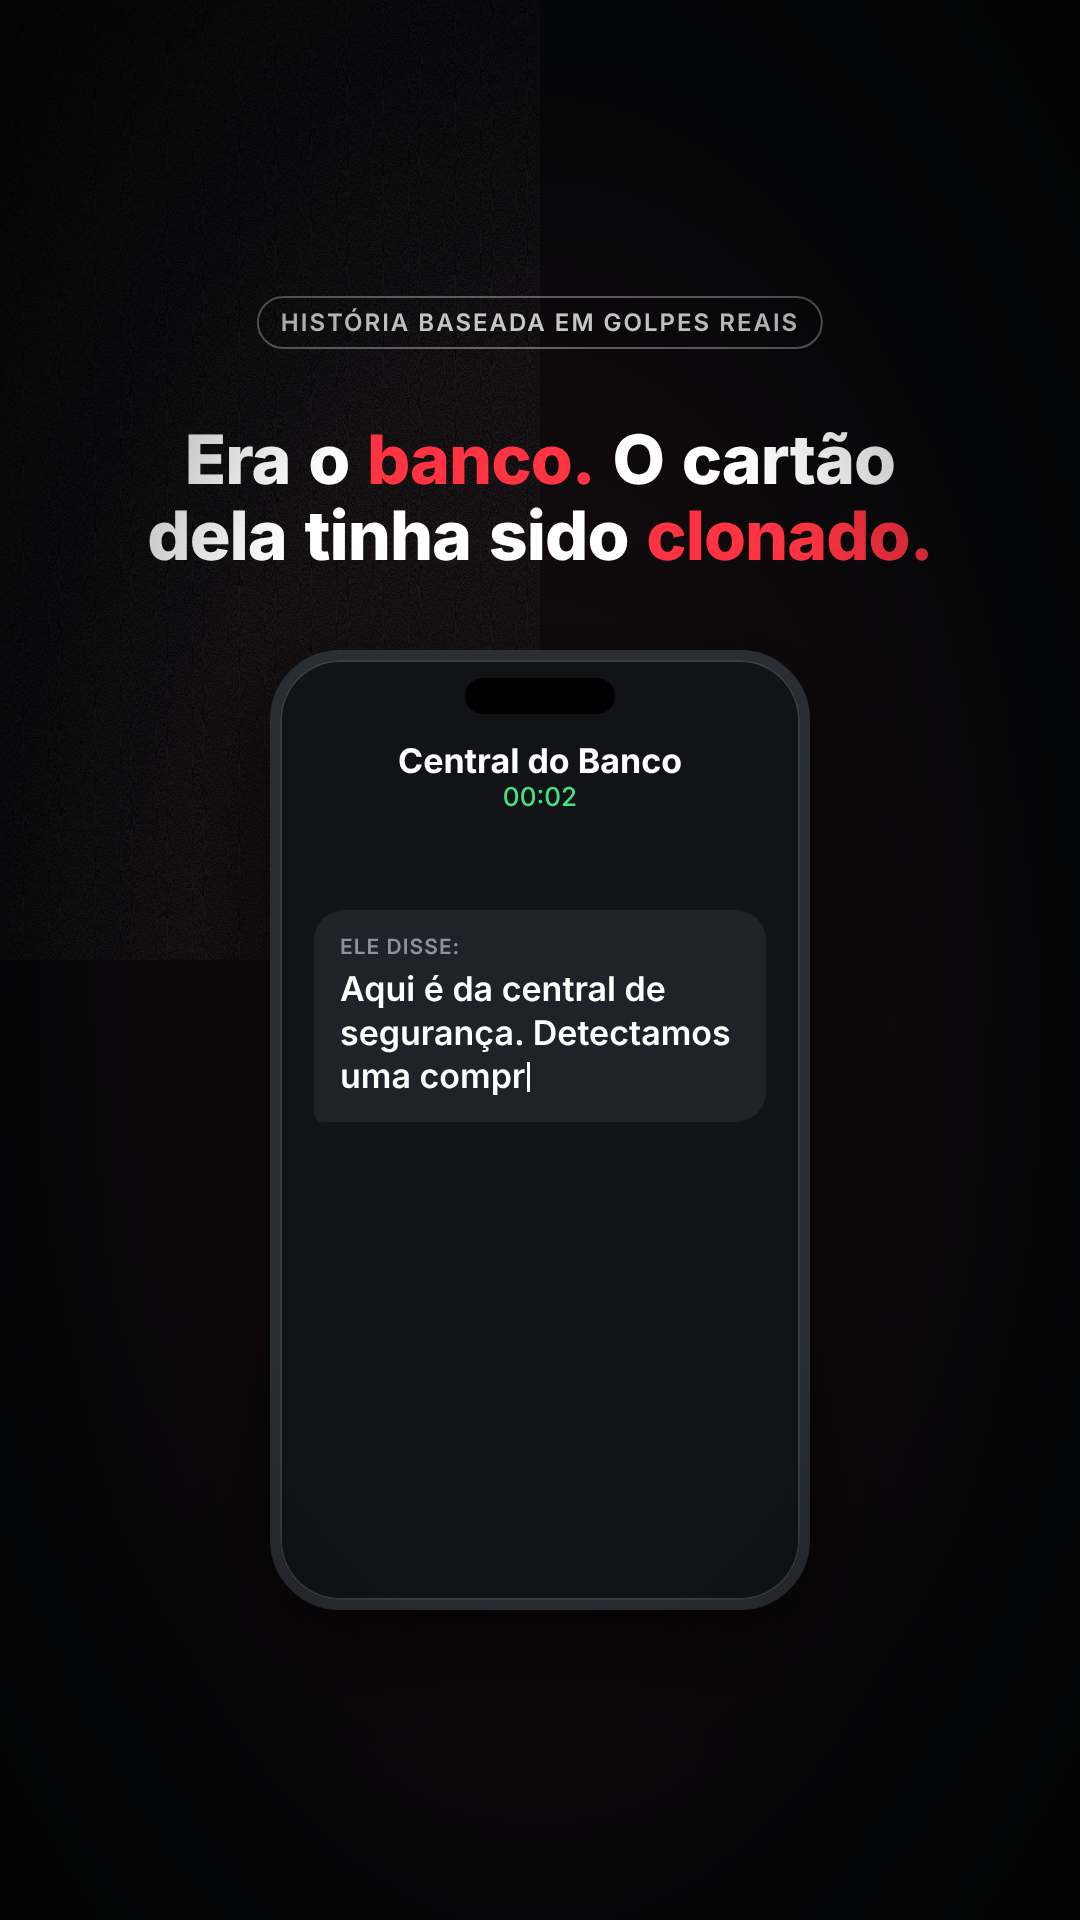 HISTÓRIA BASEADA EM GOLPES REAIS
Era o banco. O cartão
dela tinha sido clonado.
Central do Banco
00:02
ELE DISSE:
Aqui é da central de
segurança. Detectamos
uma compr